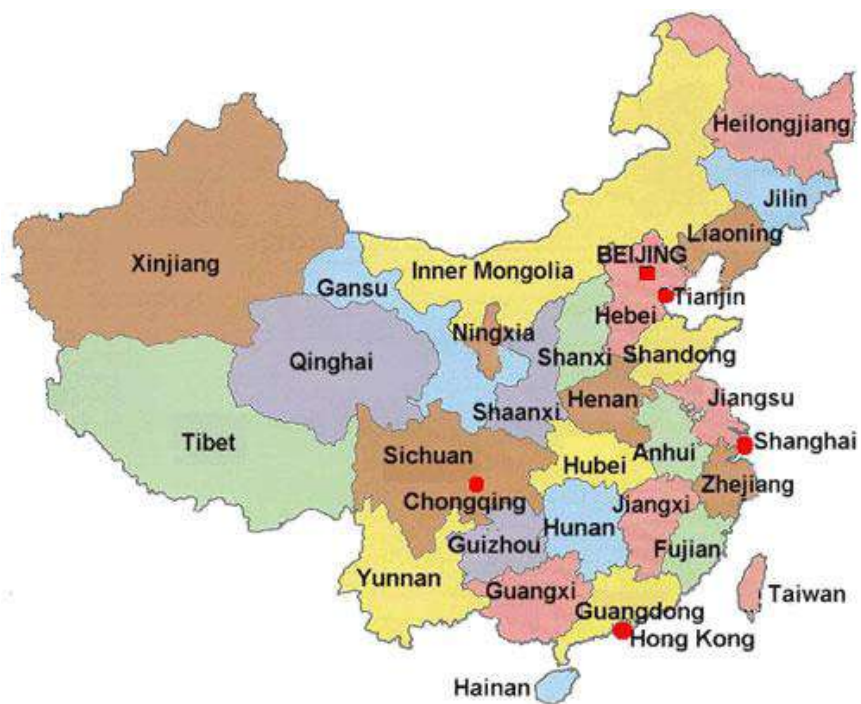 Heilongjiang
Jilin
Liaoning
BEIJING
Inner Mongolia
Xinjiang
Gansu
Tianjin
Hebei
Ningxia
Shanxi
Shandong
Qinghai
Henan
Jiangsu
Shaanxi
Tibet
Sichuan
Anhui
Shanghai
Hubei
Zhejiang
Chongqing
Jiangxi
Hunan
Guizhou
Fujian
Yunnan
Guangxi
Taiwan
Guangdong
Hong Kong
Hainan